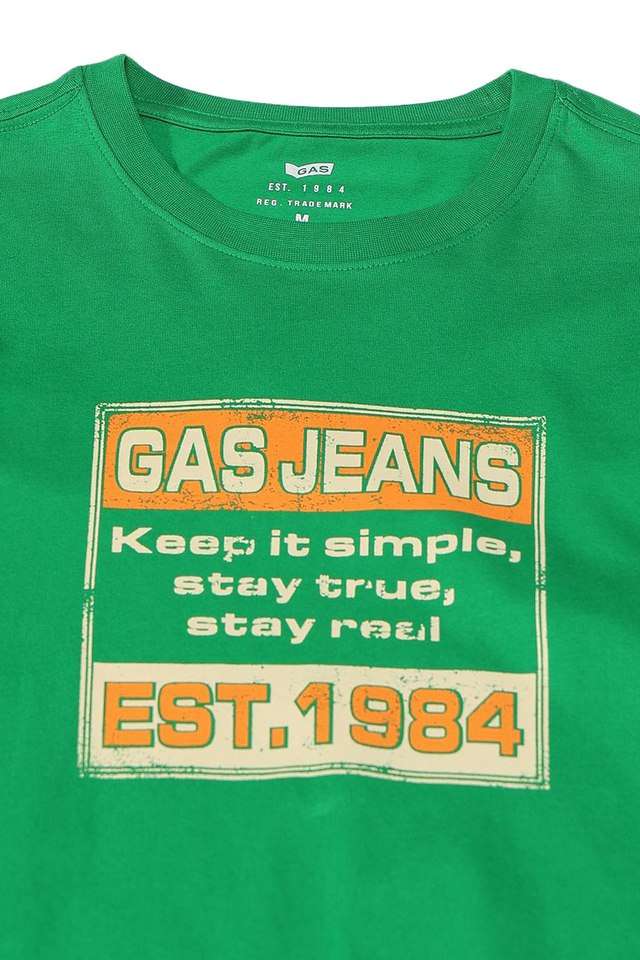 GAS
EST. 1984
REG. TRADEMARK
M
GAS JEANS
Keep it simple,
stay true,
stay real
EST.1984